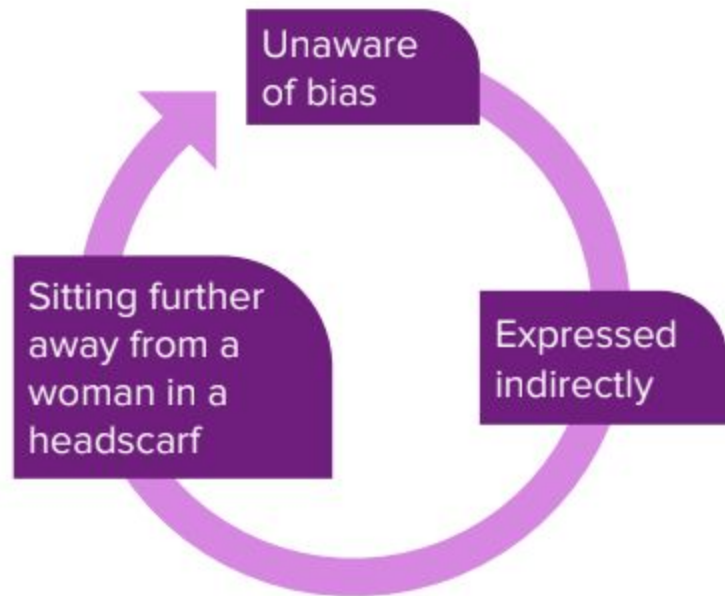 Unaware
of bias
Expressed
indirectly
Sitting further
away from a
woman in a
headscarf